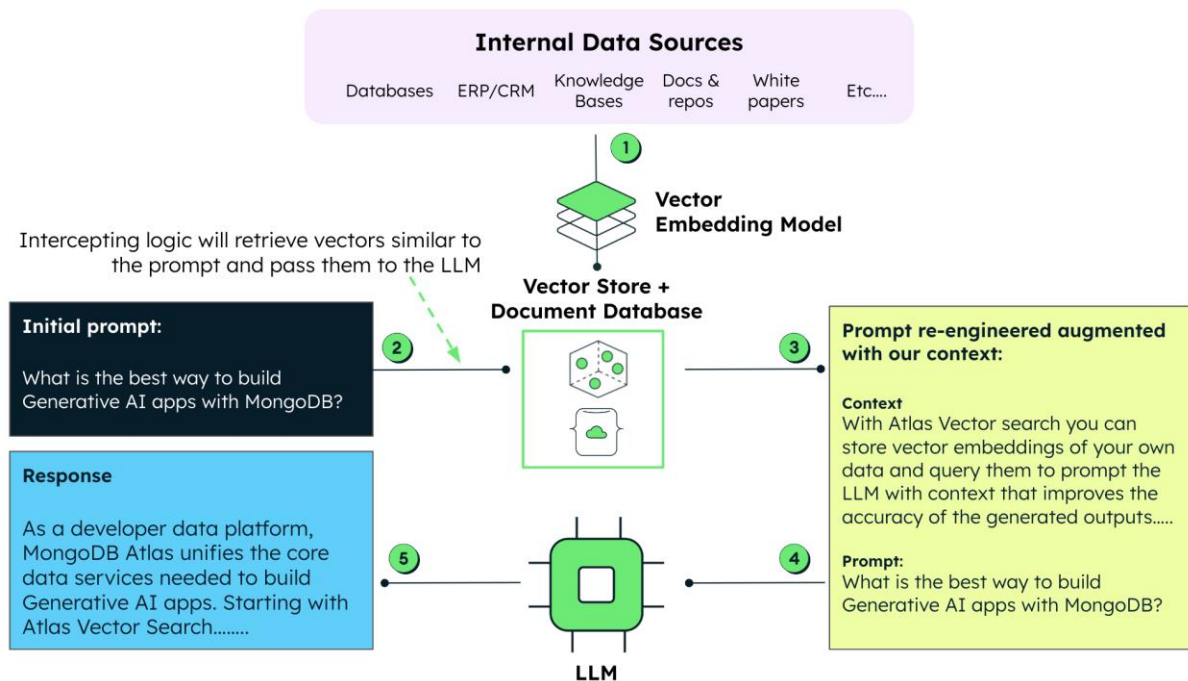 Internal Data Sources
Databases
ERP/CRM
Knowledge
Bases
Docs &
repos
White
papers
Etc....
1
Vector
Embedding Model
Intercepting logic will retrieve vectors similar to
the prompt and pass them to the LLM
Vector Store +
Document Database
Initial prompt:
What is the best way to build
Generative AI apps with MongoDB?
2
3
Prompt re-engineered augmented
with our context:
Context
With Atlas Vector search you can
store vector embeddings of your own
data and query them to prompt the
LLM with context that improves the
accuracy of the generated outputs.....
Prompt:
What is the best way to build
Generative AI apps with MongoDB?
4
LLM
5
Response
As a developer data platform,
MongoDB Atlas unifies the core
data services needed to build
Generative AI apps. Starting with
Atlas Vector Search........